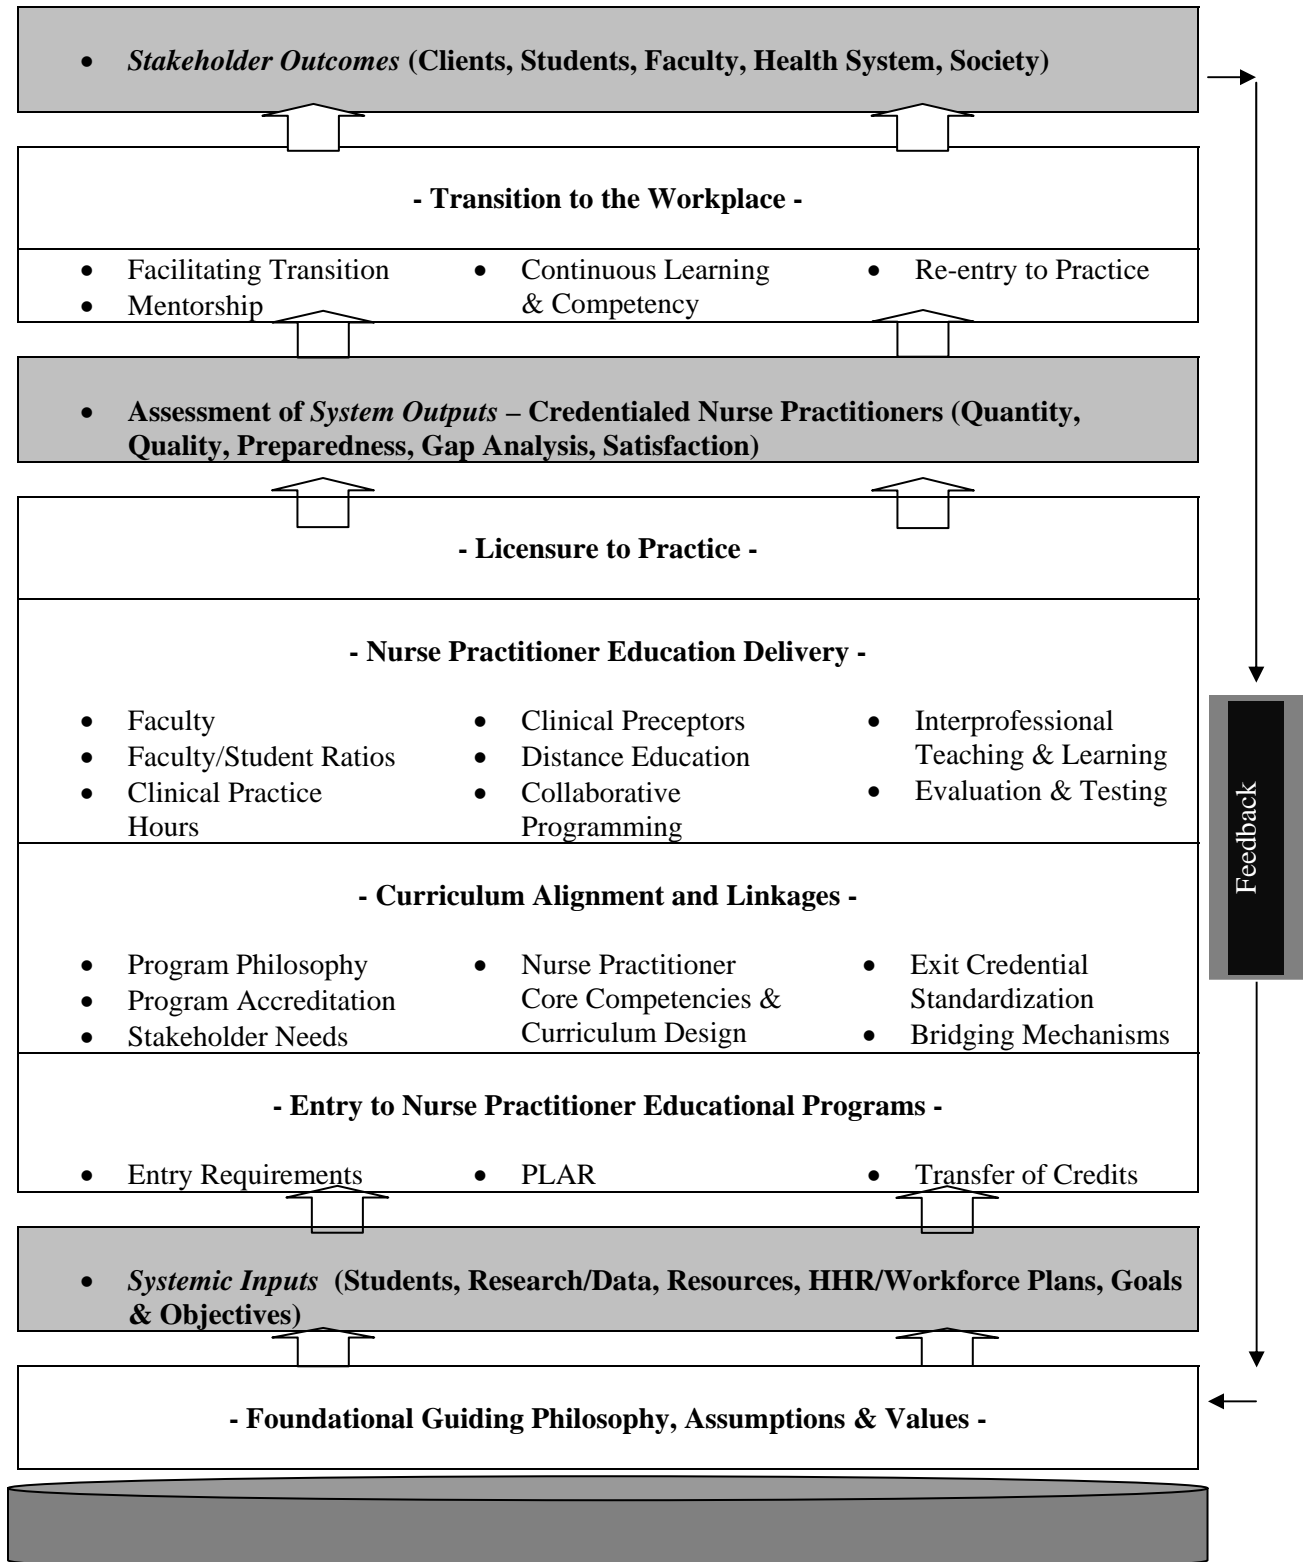 • Stakeholder Outcomes (Clients, Students, Faculty, Health System, Society)
- Transition to the Workplace -
• Facilitating Transition
• Mentorship
• Continuous Learning
& Competency
• Re-entry to Practice
• Assessment of System Outputs – Credentialed Nurse Practitioners (Quantity,
Quality, Preparedness, Gap Analysis, Satisfaction)
- Licensure to Practice -
- Nurse Practitioner Education Delivery -
• Faculty
• Faculty/Student Ratios
• Clinical Practice
Hours
• Clinical Preceptors
• Distance Education
• Collaborative
Programming
• Interprofessional
Teaching & Learning
• Evaluation & Testing
- Curriculum Alignment and Linkages -
• Program Philosophy
• Program Accreditation
• Stakeholder Needs
• Nurse Practitioner
Core Competencies &
Curriculum Design
• Exit Credential
Standardization
• Bridging Mechanisms
- Entry to Nurse Practitioner Educational Programs -
• Entry Requirements
• PLAR
• Transfer of Credits
• Systemic Inputs (Students, Research/Data, Resources, HHR/Workforce Plans, Goals
& Objectives)
- Foundational Guiding Philosophy, Assumptions & Values -
Feedback